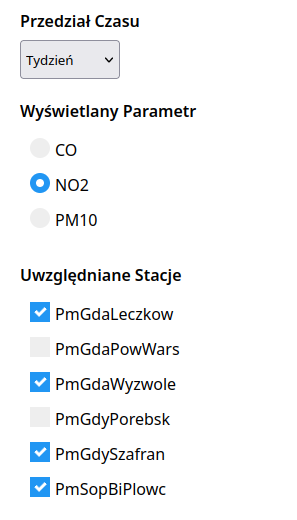 Przedział Czasu
Tydzień
Wyświetlany Parametr
CO
NO2
PM10
Uwzględniane Stacje
PmGdaLeczkow
PmGdaPowWars
PmGdaWyzwole
PmGdyPorebsk
PmGdySzafran
PmSopBiPlowc